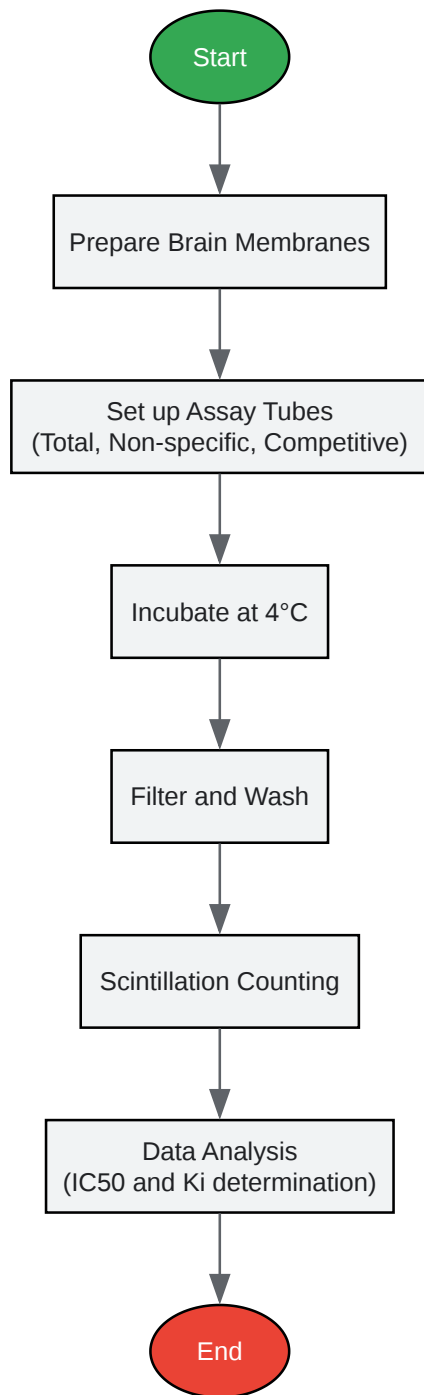 Start
Prepare Brain Membranes
Set up Assay Tubes
(Total, Non-specific, Competitive)
Incubate at 4°C
Filter and Wash
Scintillation Counting
Data Analysis
(IC50 and Ki determination)
End